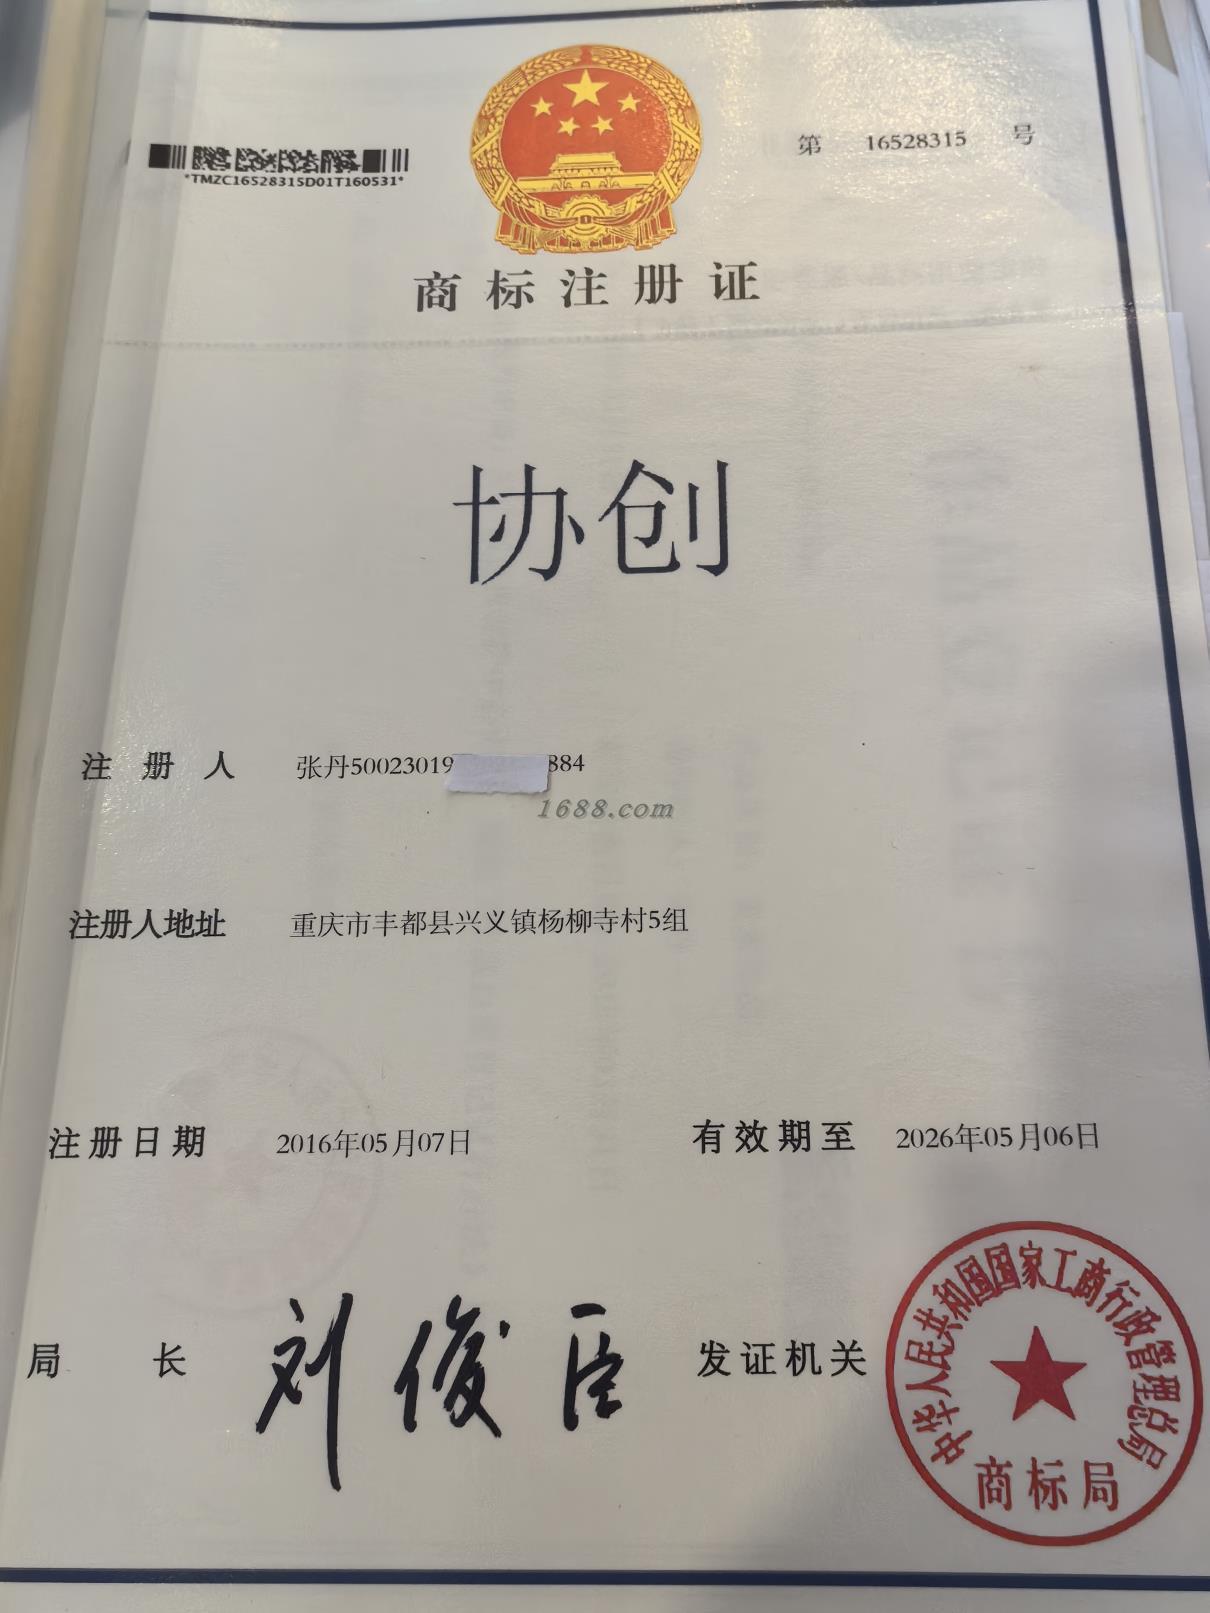 第 16528315 号
*TMZC16528315D01T160531*
商标注册证
协创
注册人 张丹50023019 884
1688.com
注册人地址 重庆市丰都县兴义镇杨柳寺村5组
注册日期 2016年05月07日 有效期至 2026年05月06日
局长 刘俊臣 发证机关
中华人民共和国国家工商行政管理总局
商标局